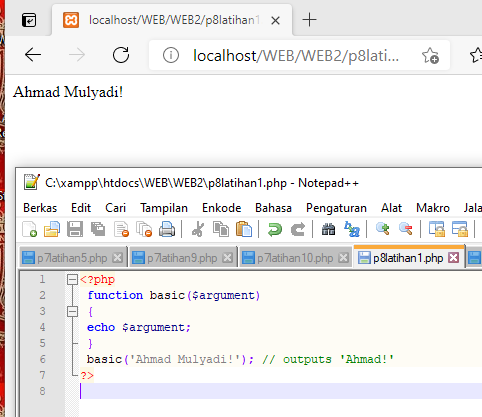 localhost/WEB/WEB2/p8latihan1
localhost/WEB/WEB2/p8lati...
Ahmad Mulyadi!
C:\xampp\htdocs\WEB\WEB2\p8latihan1.php - Notepad++
Berkas Edit Cari Tampilan Enkode Bahasa Pengaturan Alat Makro Jala
p7latihan5.php p7latihan9.php p7latihan10.php p8latihan1.php
1 <?php
2 function basic($argument)
3 {
4 echo $argument;
5 }
6 basic('Ahmad Mulyadi!'); // outputs 'Ahmad!'
7 ?>
8